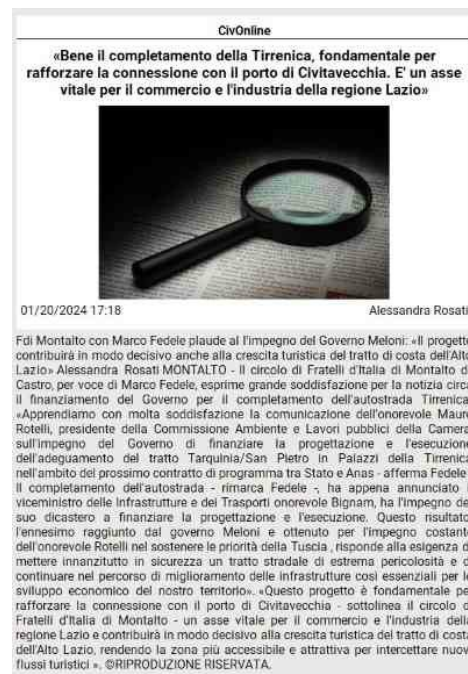 CivOnline
«Bene il completamento della Tirrenica, fondamentale per
rafforzare la connessione con il porto di Civitavecchia. E' un asse
vitale per il commercio e l'industria della regione Lazio»
01/20/2024 17:18 Alessandra Rosati
Fdi Montalto con Marco Fedele plaude al l'impegno del Governo Meloni: «Il progetto
contribuirà in modo decisivo anche alla crescita turistica del tratto di costa dell'Alto
Lazio» Alessandra Rosati MONTALTO - Il circolo di Fratelli d'Italia di Montalto d
Castro, per voce di Marco Fedele, esprime grande soddisfazione per la notizia circa
il finanziamento del Governo per il completamento dell'autostrada Tirrenica.
«Apprendiamo con molta soddisfazione la comunicazione dell'onorevole Mauro
Rotelli, presidente della Commissione Ambiente e Lavori pubblici della Camera
sull'impegno del Governo di finanziare la progettazione e l'esecuzione
dell'adeguamento del tratto Tarquinia/San Pietro in Palazzi della Tirrenica
nell'ambito del prossimo contratto di programma tra Stato e Anas - afferma Fedele
Il completamento dell'autostrada - rimarca Fedele -, ha appena annunciato i
viceministro delle Infrastrutture e dei Trasporti onorevole Bignam, ha l'impegno de
suo dicastero a finanziare la progettazione e l'esecuzione. Questo risultato
l'ennesimo raggiunto dal governo Meloni e ottenuto per l'impegno costante
dell'onorevole Rotelli nel sostenere le priorità della Tuscia , risponde alla esigenza d
mettere innanzitutto in sicurezza un tratto stradale di estrema pericolosità e d
continuare nel percorso di miglioramento delle infrastrutture così essenziali per lo
sviluppo economico del nostro territorio». «Questo progetto è fondamentale per
rafforzare la connessione con il porto di Civitavecchia - sottolinea il circolo d
Fratelli d'Italia di Montalto - un asse vitale per il commercio e l'industria della
regione Lazio e contribuirà in modo decisivo alla crescita turistica del tratto di costa
dell'Alto Lazio, rendendo la zona più accessibile e attrattiva per intercettare nuov
flussi turistici ». ©RIPRODUZIONE RISERVATA.